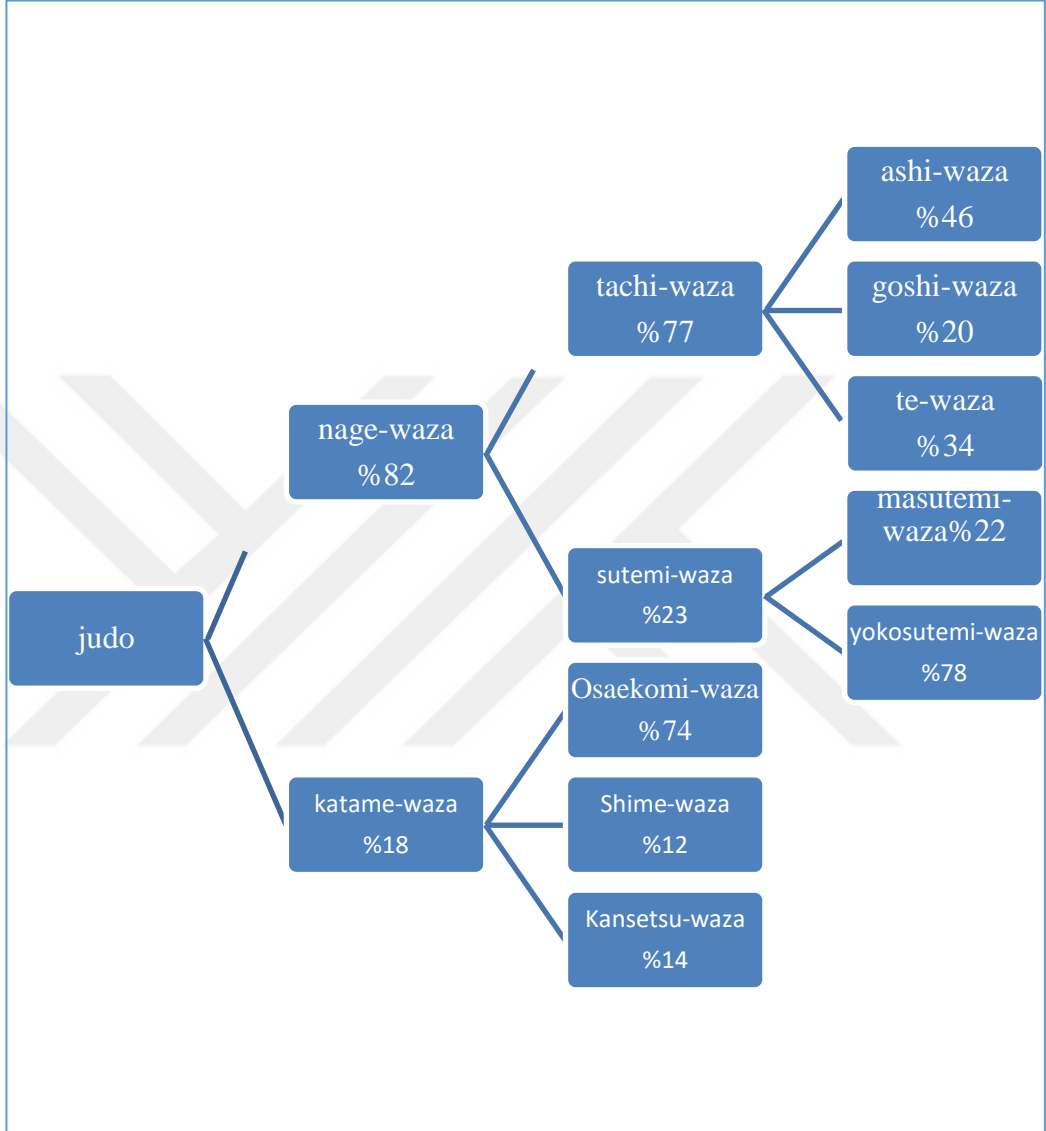 judo
nage-waza
%82
tachi-waza
%77
ashi-waza
%46
goshi-waza
%20
te-waza
%34
sutemi-waza
%23
masutemi-
waza%22
yokosutemi-waza
%78
katame-waza
%18
Osaekomi-waza
%74
Shime-waza
%12
Kansetsu-waza
%14